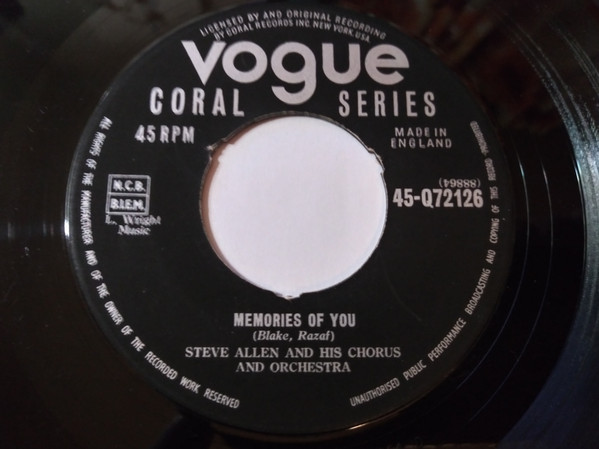 LICENSED BY AND ORIGINAL RECORDING
BY CORAL RECORDS INC. NEW YORK. U.S.A.
vogue
CORAL SERIES
45 RPM
MADE IN
ENGLAND
N.C.B.
B.I.E.M.
L. Wright
Music
(88864)
45-Q72126
MEMORIES OF YOU
(Blake, Razaf)
STEVE ALLEN AND HIS CHORUS
AND ORCHESTRA
ALL RIGHTS OF THE MANUFACTURER AND OF THE OWNER OF THE RECORDED WORK RESERVED
UNAUTHORISED PUBLIC PERFORMANCE BROADCASTING AND COPYING OF THIS RECORD PROHIBITED